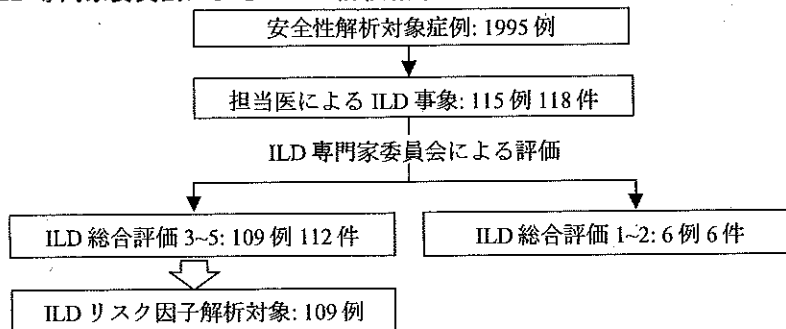 安全性解析対象症例: 1995 例
担当医による ILD 事象: 115 例 118 件
ILD 専門家委員会による評価
ILD 総合評価 3~5: 109 例 112 件
ILD 総合評価 1~2: 6 例 6 件
ILD リスク因子解析対象: 109 例